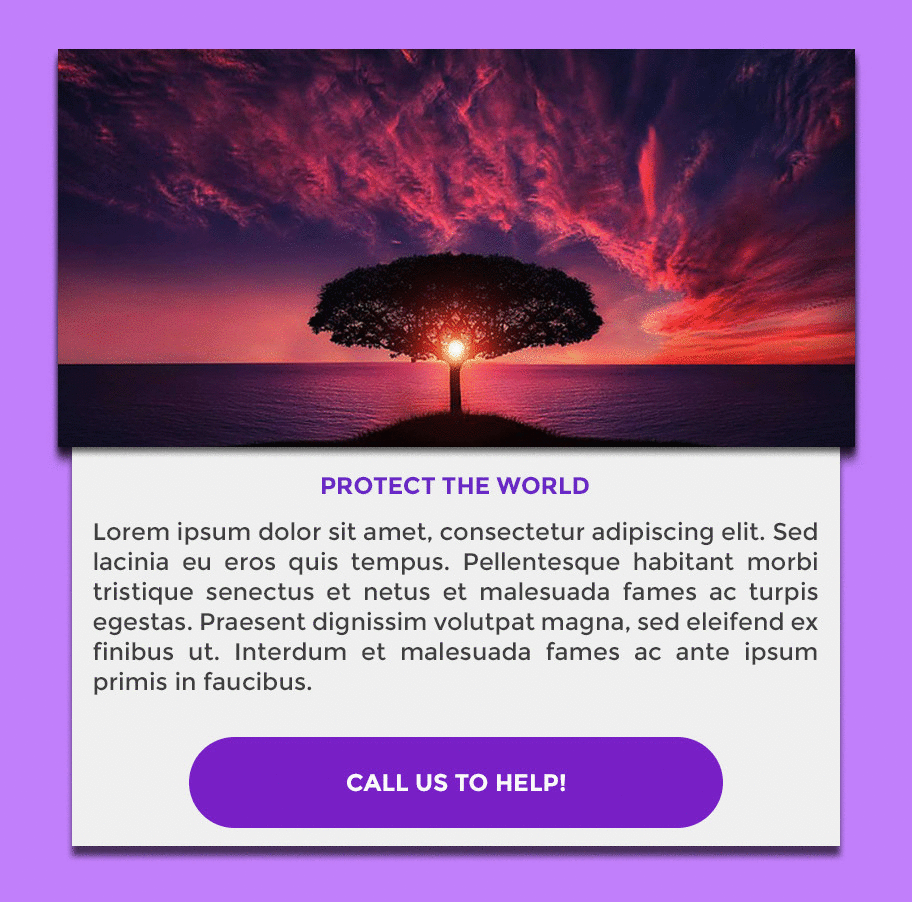 PROTECT THE WORLD
Lorem ipsum dolor sit amet, consectetur adipiscing elit. Sed
lacinia eu eros quis tempus. Pellentesque habitant morbi
tristique senectus et netus et malesuada fames ac turpis
egestas. Praesent dignissim volutpat magna, sed eleifend ex
finibus ut. Interdum et malesuada fames ac ante ipsum
primis in faucibus.
CALL US TO HELP!